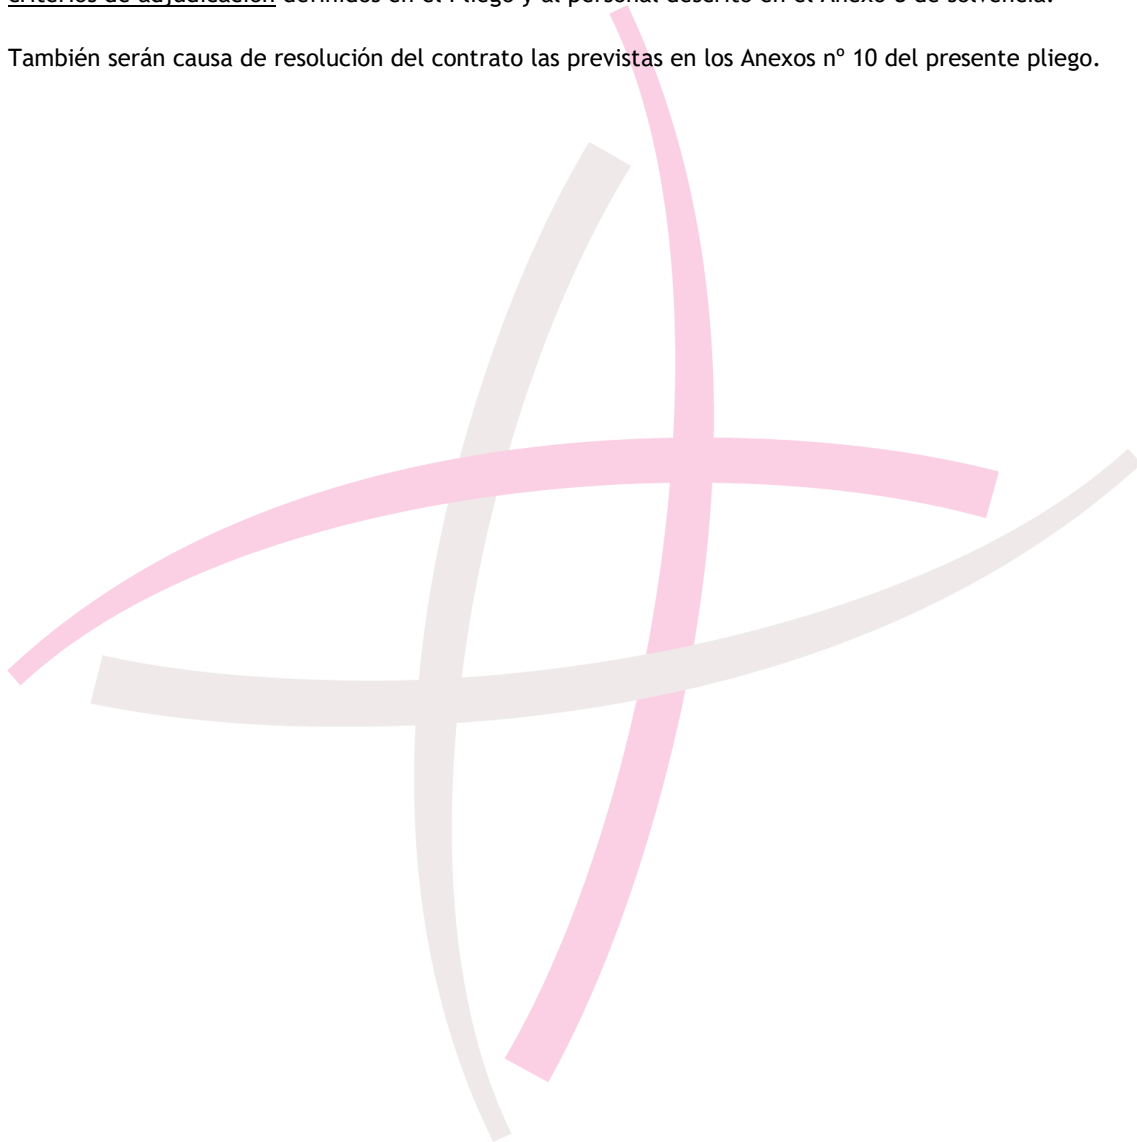 criterios de adjudicación definidos en el Pliego y al personal descrito en el Anexo 6 de solvencia.
También serán causa de resolución del contrato las previstas en los Anexos nº 10 del presente pliego.